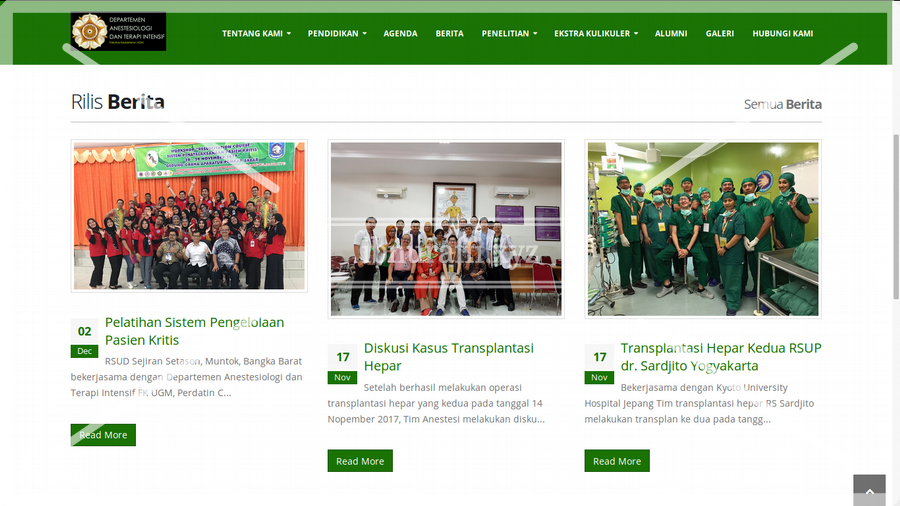 DEPARTEMEN
ANESTESIOLOGI
DAN TERAPI INTENSIF
TENTANG KAMI PENDIDIKAN AGENDA BERITA PENELITIAN EKSTRA KULIKULER ALUMNI GALERI HUBUNGI KAMI
Rilis Berita
Semua Berita
02
Dec
Pelatihan Sistem Pengelolaan
Pasien Kritis
RSUD Sejiran Setason, Muntok, Bangka Barat
bekerjasama dengan Departemen Anestesiologi dan
Terapi Intensif FK UGM, Perdatin C...
Read More
17
Nov
Diskusi Kasus Transplantasi
Hepar
Setelah berhasil melakukan operasi
transplantasi hepar yang kedua pada tanggal 14
Nopember 2017, Tim Anestesi melakukan disku...
Read More
17
Nov
Transplantasi Hepar Kedua RSUP
dr. Sardjito Yogyakarta
Bekerjasama dengan Kyoto University
Hospital Jepang Tim transplantasi hepar RS Sardjito
melakukan transplan ke dua pada tangg...
Read More